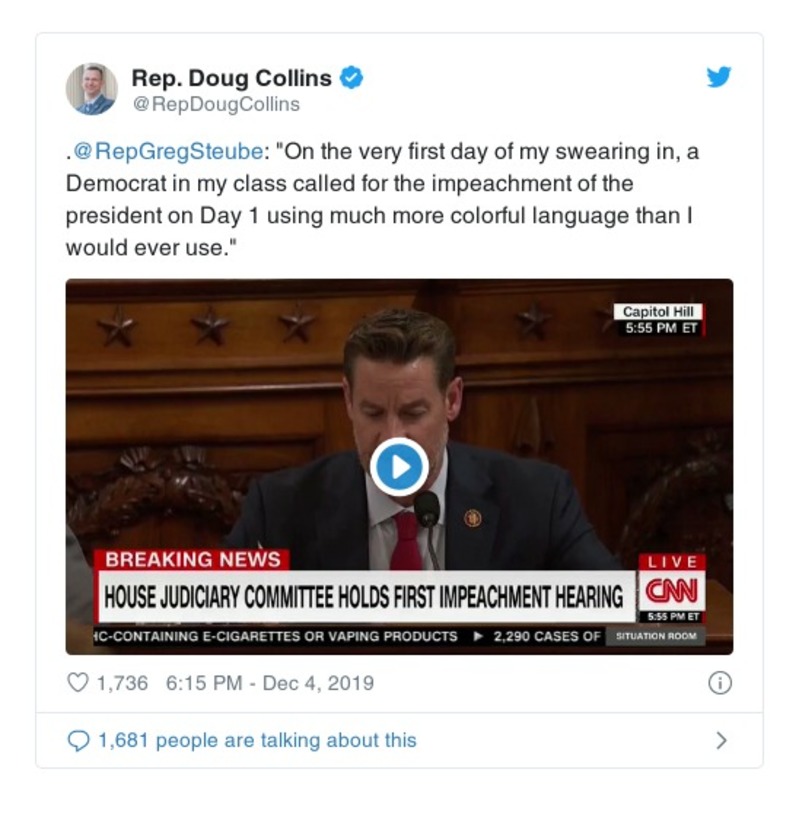 Rep. Doug Collins
@RepDougCollins
.@RepGregSteube: "On the very first day of my swearing in, a
Democrat in my class called for the impeachment of the
president on Day 1 using much more colorful language than I
would ever use."
Capitol Hill
5:55 PM ET
BREAKING NEWS
HOUSE JUDICIARY COMMITTEE HOLDS FIRST IMPEACHMENT HEARING
LIVE
CNN
5:55 PM ET
IC-CONTAINING E-CIGARETTES OR VAPING PRODUCTS ▶ 2,290 CASES OF
SITUATION ROOM
1,736 6:15 PM - Dec 4, 2019
1,681 people are talking about this